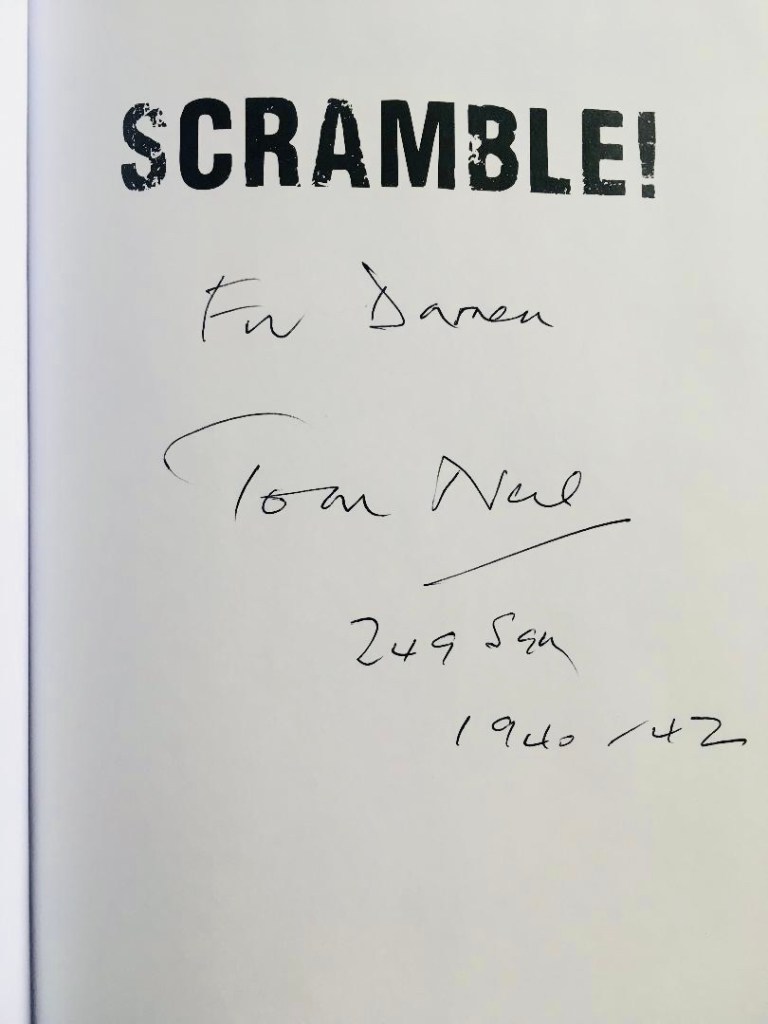 SCRAMBLE!
For Darren
Tom Neil
249 Sqn
1940/42